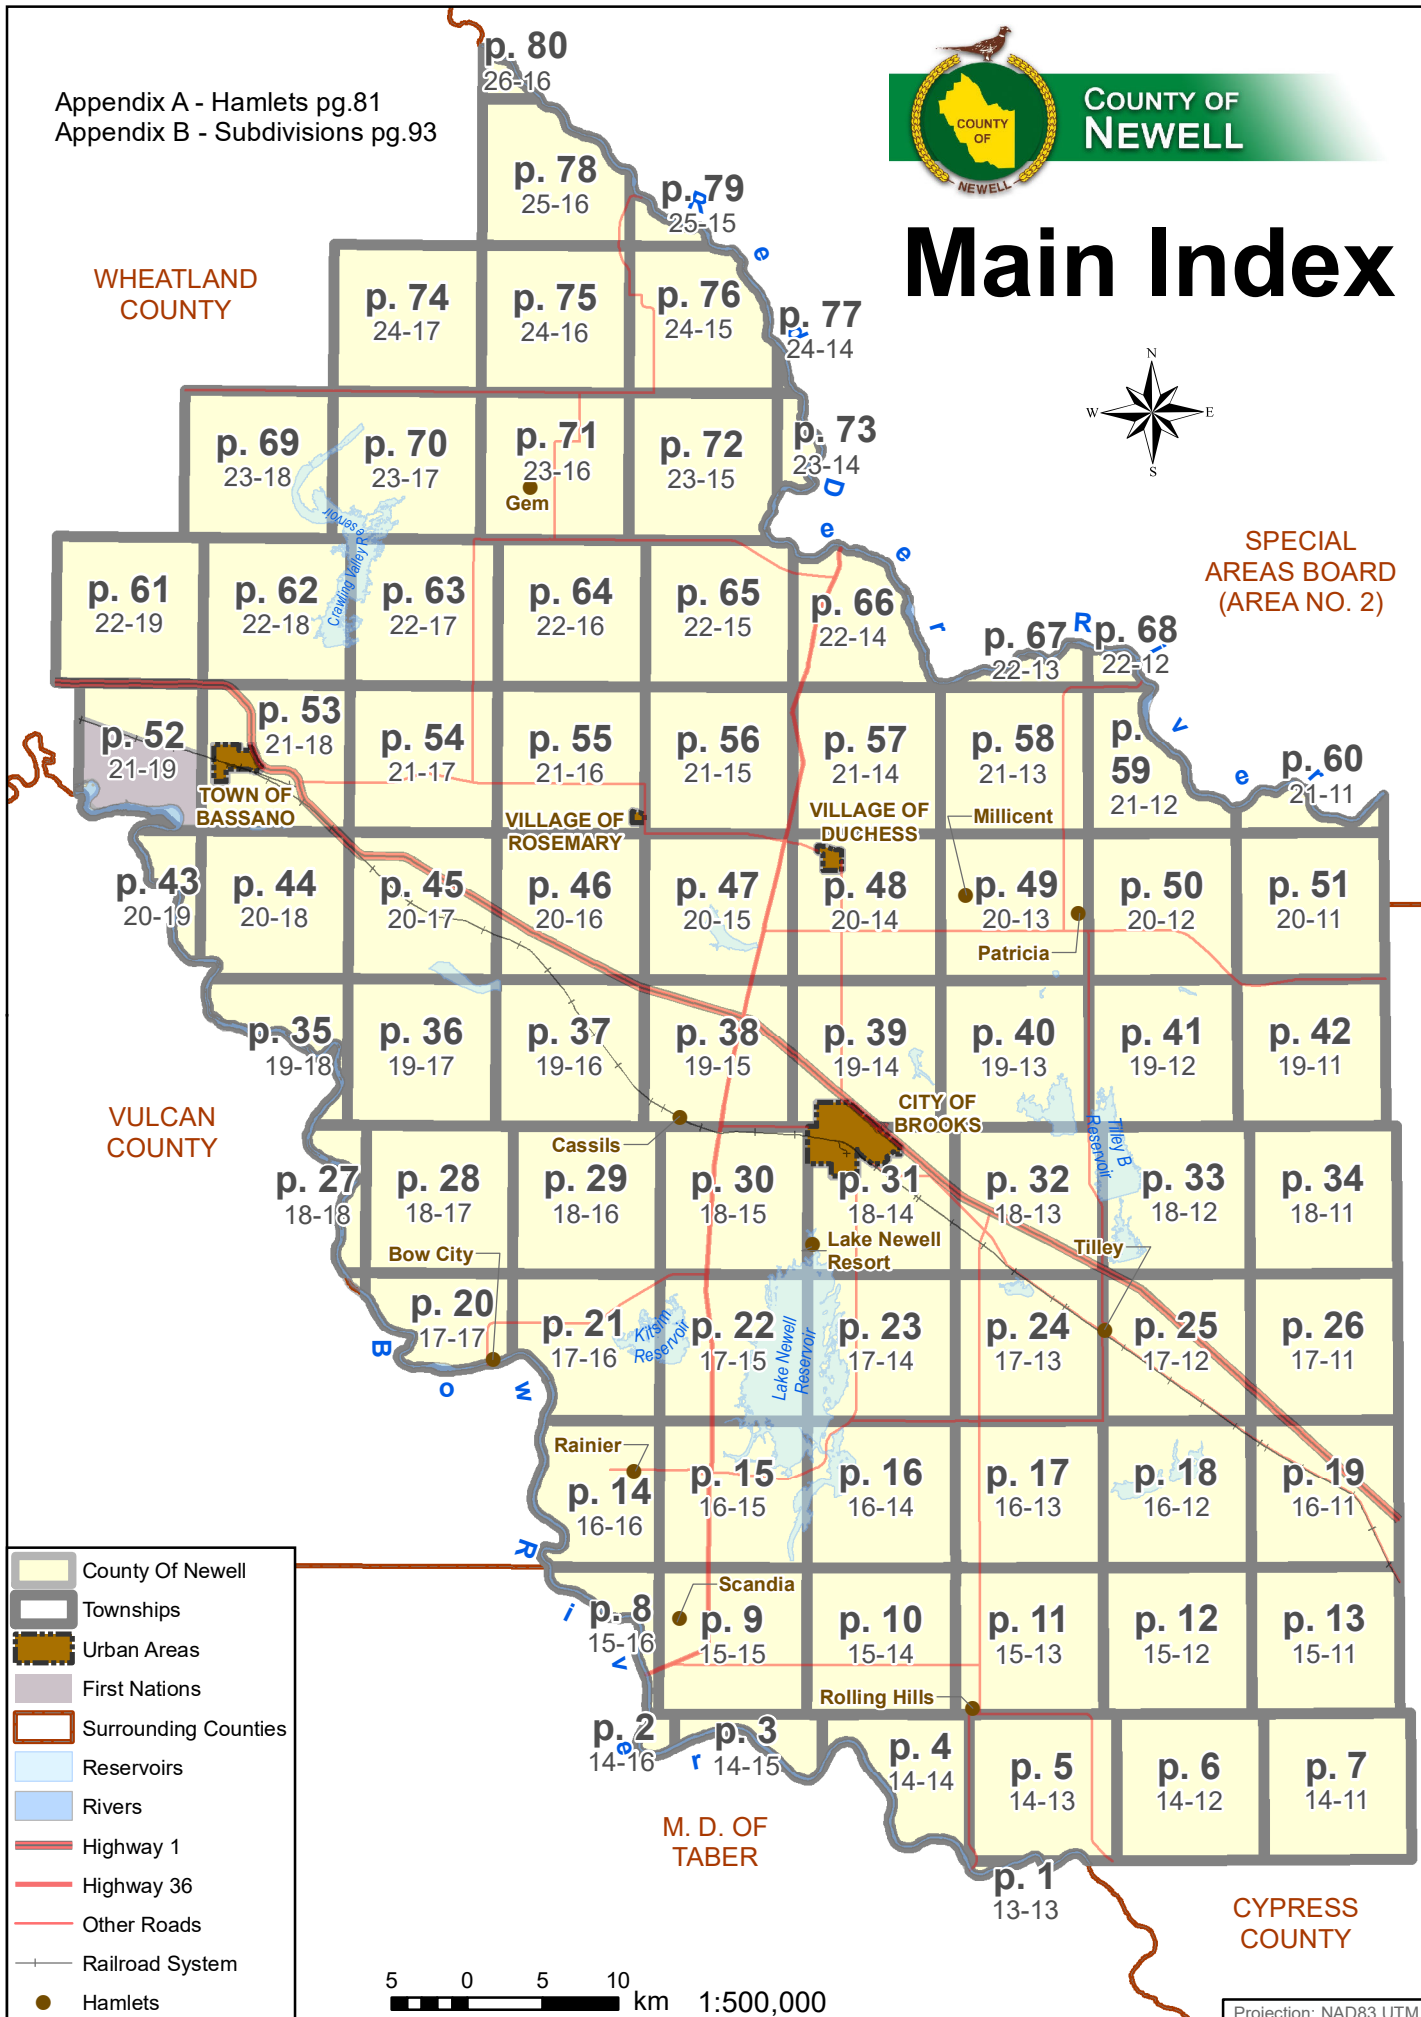 Appendix A - Hamlets pg.81
Appendix B - Subdivisions pg.93
COUNTY OF
NEWELL
COUNTY
OF
NEWELL
Main Index
N
W
E
S
WHEATLAND
COUNTY
SPECIAL
AREAS BOARD
(AREA NO. 2)
VULCAN
COUNTY
M. D. OF
TABER
CYPRESS
COUNTY
Red Deer River
Bow River
p. 80
26-16
p. 78
25-16
p. 79
25-15
p. 74
24-17
p. 75
24-16
p. 76
24-15
p. 77
24-14
p. 69
23-18
p. 70
23-17
p. 71
23-16
Gem
p. 72
23-15
p. 73
23-14
Crawling Valley Reservoir
p. 61
22-19
p. 62
22-18
p. 63
22-17
p. 64
22-16
p. 65
22-15
p. 66
22-14
p. 67
22-13
p. 68
22-12
p. 52
21-19
p. 53
21-18
TOWN OF
BASSANO
p. 54
21-17
p. 55
21-16
VILLAGE OF
ROSEMARY
p. 56
21-15
p. 57
21-14
VILLAGE OF
DUCHESS
p. 58
21-13
Millicent
p.
59
21-12
p. 60
21-11
p. 43
20-19
p. 44
20-18
p. 45
20-17
p. 46
20-16
p. 47
20-15
p. 48
20-14
p. 49
20-13
Patricia
p. 50
20-12
p. 51
20-11
p. 35
19-18
p. 36
19-17
p. 37
19-16
p. 38
19-15
p. 39
19-14
p. 40
19-13
p. 41
19-12
p. 42
19-11
CITY OF
BROOKS
Cassils
Tilley B
Reservoir
p. 27
18-18
p. 28
18-17
p. 29
18-16
p. 30
18-15
p. 31
18-14
p. 32
18-13
p. 33
18-12
p. 34
18-11
Bow City
Lake Newell
Resort
Tilley
p. 20
17-17
p. 21
17-16
Kitsim
Reservoir
p. 22
17-15
Lake Newell
Reservoir
p. 23
17-14
p. 24
17-13
p. 25
17-12
p. 26
17-11
Rainier
p. 14
16-16
p. 15
16-15
p. 16
16-14
p. 17
16-13
p. 18
16-12
p. 19
16-11
p. 8
15-16
Scandia
p. 9
15-15
p. 10
15-14
p. 11
15-13
p. 12
15-12
p. 13
15-11
Rolling Hills
p. 2
14-16
p. 3
14-15
p. 4
14-14
p. 5
14-13
p. 6
14-12
p. 7
14-11
p. 1
13-13
County Of Newell
Townships
Urban Areas
First Nations
Surrounding Counties
Reservoirs
Rivers
Highway 1
Highway 36
Other Roads
Railroad System
Hamlets
5 0 5 10
km 1:500,000
Projection: NAD83 UTM